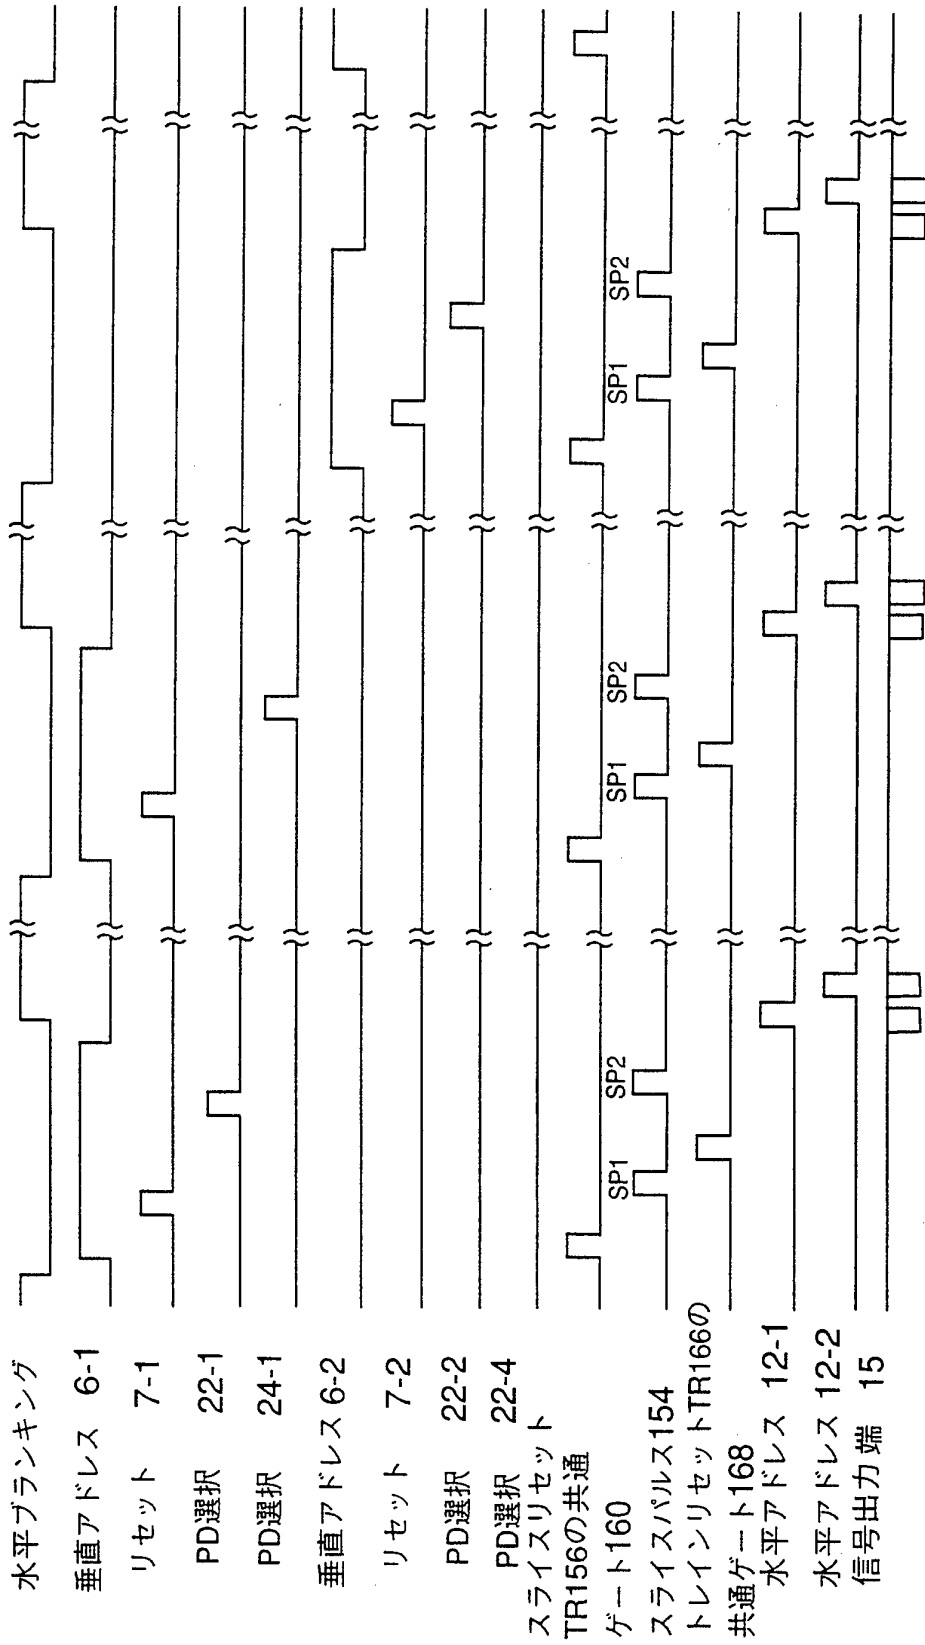 水平ブランキング
垂直アドレス 6-1
リセット 7-1
PD選択 22-1
PD選択 24-1
垂直アドレス 6-2
リセット 7-2
PD選択 22-2
PD選択 22-4
スライスリセット
TR156の共通
ゲート160
スライスパルス154
トレインリセットTR166の
共通ゲート168
水平アドレス 12-1
水平アドレス 12-2
信号出力端 15
SP1
SP2
SP1
SP2
SP1
SP2